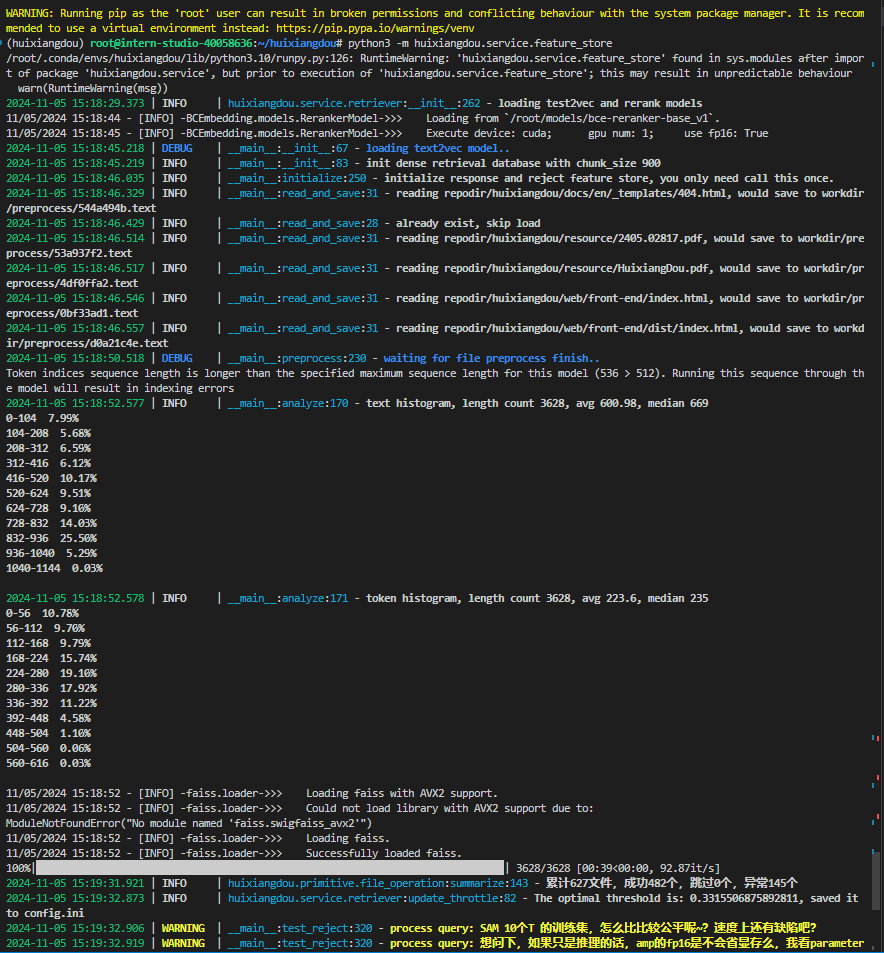 WARNING: Running pip as the 'root' user can result in broken permissions and conflicting behaviour with the system package manager. It is recom
mended to use a virtual environment instead: https://pip.pypa.io/warnings/venv
(huixiangdou) root@intern-studio-40058636:~/huixiangdou# python3 -m huixiangdou.service.feature_store
/root/.conda/envs/huixiangdou/lib/python3.10/runpy.py:126: RuntimeWarning: 'huixiangdou.service.feature_store' found in sys.modules after impor
t of package 'huixiangdou.service', but prior to execution of 'huixiangdou.service.feature_store'; this may result in unpredictable behaviour
  warn(RuntimeWarning(msg))
2024-11-05 15:18:29.373 | INFO     | huixiangdou.service.retriever:__init__:262 - loading test2vec and rerank models
11/05/2024 15:18:44 - [INFO] -BCEmbedding.models.RerankerModel->>>    Loading from `/root/models/bce-reranker-base_v1`.
11/05/2024 15:18:45 - [INFO] -BCEmbedding.models.RerankerModel->>>    Execute device: cuda;      gpu num: 1;     use fp16: True
2024-11-05 15:18:45.218 | DEBUG    | __main__:__init__:67 - loading text2vec model..
2024-11-05 15:18:45.219 | INFO     | __main__:__init__:83 - init dense retrieval database with chunk_size 900
2024-11-05 15:18:46.035 | INFO     | __main__:initialize:250 - initialize response and reject feature store, you only need call this once.
2024-11-05 15:18:46.329 | INFO     | __main__:read_and_save:31 - reading repodir/huixiangdou/docs/en/_templates/404.html, would save to workdir
/preprocess/544a494b.text
2024-11-05 15:18:46.429 | INFO     | __main__:read_and_save:28 - already exist, skip load
2024-11-05 15:18:46.514 | INFO     | __main__:read_and_save:31 - reading repodir/huixiangdou/resource/2405.02817.pdf, would save to workdir/pre
process/53a937f2.text
2024-11-05 15:18:46.517 | INFO     | __main__:read_and_save:31 - reading repodir/huixiangdou/resource/HuixiangDou.pdf, would save to workdir/pr
eprocess/4df0ffa2.text
2024-11-05 15:18:46.546 | INFO     | __main__:read_and_save:31 - reading repodir/huixiangdou/web/front-end/index.html, would save to workdir/pr
eprocess/0bf33ad1.text
2024-11-05 15:18:46.557 | INFO     | __main__:read_and_save:31 - reading repodir/huixiangdou/web/front-end/dist/index.html, would save to workd
ir/preprocess/d0a21c4e.text
2024-11-05 15:18:50.518 | DEBUG    | __main__:preprocess:230 - waiting for file preprocess finish..
Token indices sequence length is longer than the specified maximum sequence length for this model (536 > 512). Running this sequence through th
e model will result in indexing errors
2024-11-05 15:18:52.577 | INFO     | __main__:analyze:170 - text histogram, length count 3628, avg 600.98, median 669
0-104  7.99%
104-208  5.68%
208-312  6.59%
312-416  6.12%
416-520  10.17%
520-624  9.51%
624-728  9.10%
728-832  14.03%
832-936  25.50%
936-1040  5.29%
1040-1144  0.03%
2024-11-05 15:18:52.578 | INFO     | __main__:analyze:171 - token histogram, length count 3628, avg 223.6, median 235
0-56  10.78%
56-112  9.70%
112-168  9.79%
168-224  15.74%
224-280  19.10%
280-336  17.92%
336-392  11.22%
392-448  4.58%
448-504  1.10%
504-560  0.06%
560-616  0.03%
11/05/2024 15:18:52 - [INFO] -faiss.loader->>>    Loading faiss with AVX2 support.
11/05/2024 15:18:52 - [INFO] -faiss.loader->>>    Could not load library with AVX2 support due to:
ModuleNotFoundError("No module named 'faiss.swigfaiss_avx2'")
11/05/2024 15:18:52 - [INFO] -faiss.loader->>>    Loading faiss.
11/05/2024 15:18:52 - [INFO] -faiss.loader->>>    Successfully loaded faiss.
100%| | 3628/3628 [00:39<00:00, 92.87it/s]
2024-11-05 15:19:31.921 | INFO     | huixiangdou.primitive.file_operation:summarize:143 - 累计627文件，成功482个，跳过0个，异常145个
2024-11-05 15:19:32.873 | INFO     | huixiangdou.service.retriever:update_throttle:82 - The optimal threshold is: 0.3315506875892811, saved it
to config.ini
2024-11-05 15:19:32.906 | WARNING  | __main__:test_reject:320 - process query: SAM 10个T 的训练集，怎么比比较公平呢~？速度上还有缺陷吧？
2024-11-05 15:19:32.919 | WARNING  | __main__:test_reject:320 - process query: 想问下，如果只是推理的话，amp的fp16是不会省显存么，我看parameter